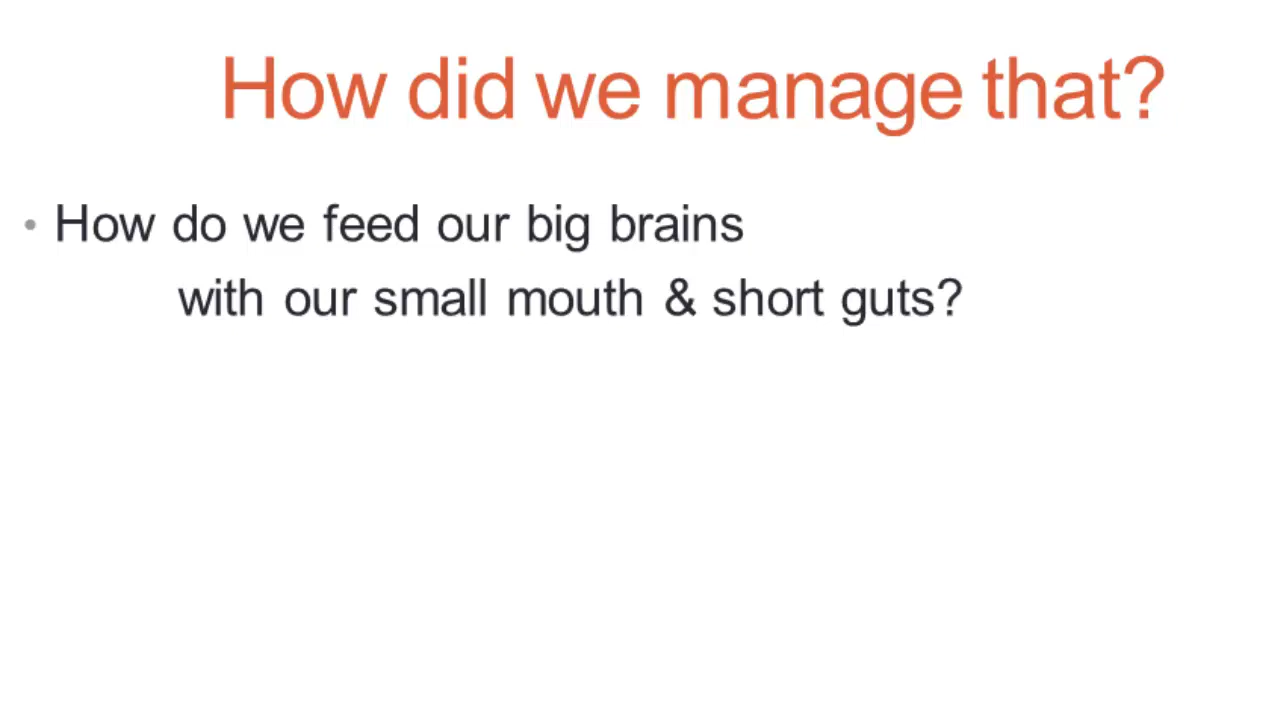 How did we manage that?
• How do we feed our big brains
with our small mouth & short guts?